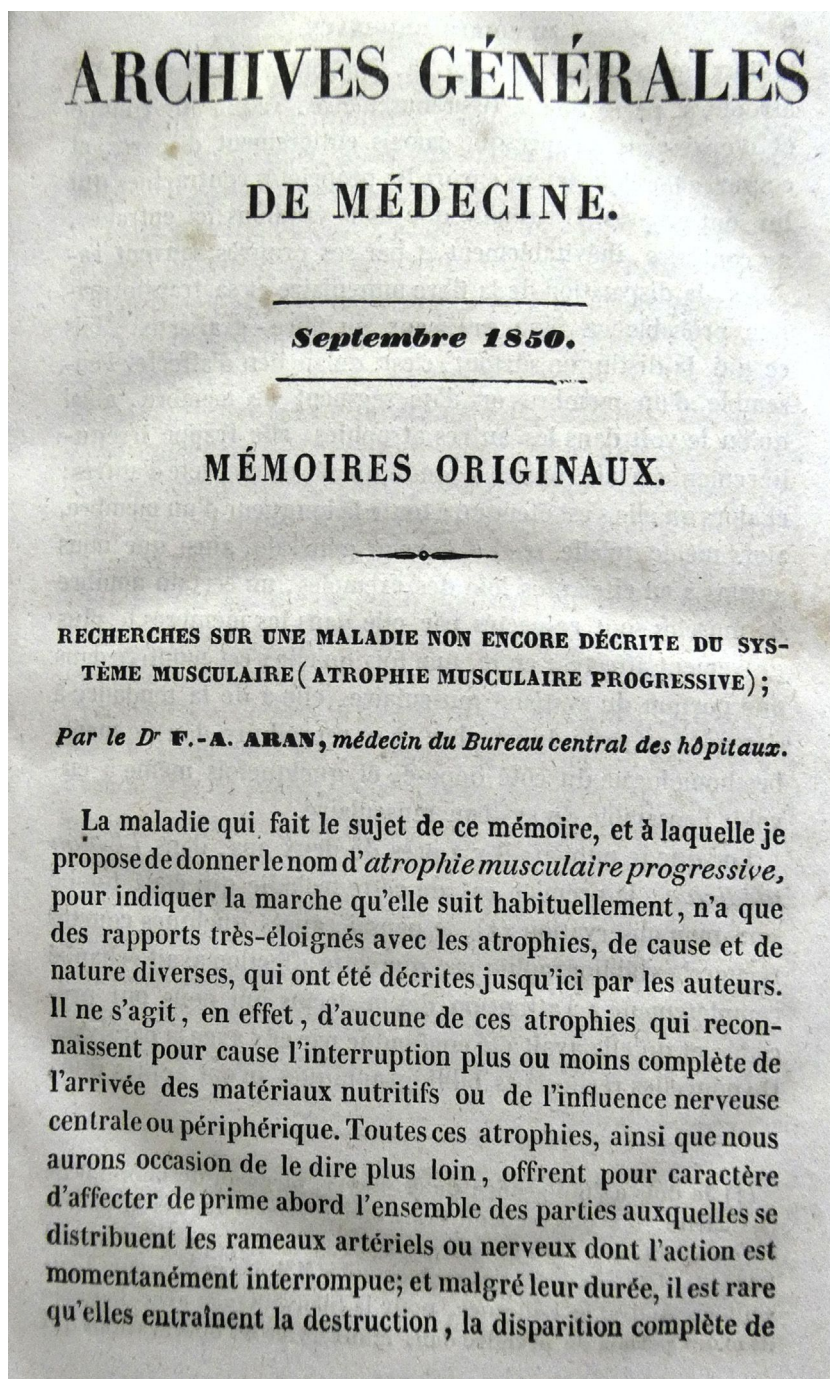 ARCHIVES GÉNÉRALES
DE MÉDECINE.
Septembre 1850.
MÉMOIRES ORIGINAUX.
RECHERCHES SUR UNE MALADIE NON ENCORE DÉCRITE DU SYS-
TÈME MUSCULAIRE (ATROPHIE MUSCULAIRE PROGRESSIVE);
Par le Dr F.-A. ARAN, médecin du Bureau central des hôpitaux.
La maladie qui fait le sujet de ce mémoire, et à laquelle je
propose de donner le nom d'atrophie musculaire progressive,
pour indiquer la marche qu'elle suit habituellement, n'a que
des rapports très-éloignés avec les atrophies, de cause et de
nature diverses, qui ont été décrites jusqu'ici par les auteurs.
Il ne s'agit, en effet, d'aucune de ces atrophies qui recon-
naissent pour cause l'interruption plus ou moins complète de
l'arrivée des matériaux nutritifs ou de l'influence nerveuse
centrale ou périphérique. Toutes ces atrophies, ainsi que nous
aurons occasion de le dire plus loin, offrent pour caractère
d'affecter de prime abord l'ensemble des parties auxquelles se
distribuent les rameaux artériels ou nerveux dont l'action est
momentanément interrompue; et malgré leur durée, il est rare
qu'elles entraînent la destruction, la disparition complète de